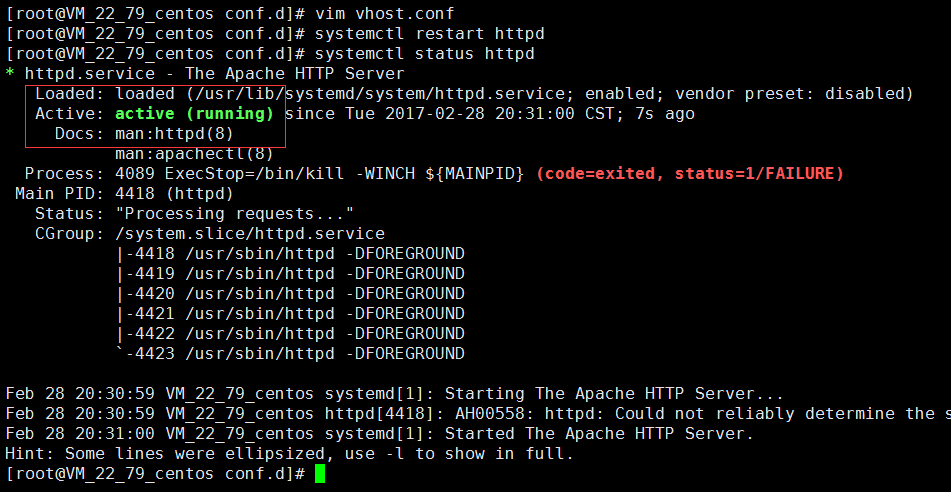 [root@VM_22_79_centos conf.d]# vim vhost.conf
[root@VM_22_79_centos conf.d]# systemctl restart httpd
[root@VM_22_79_centos conf.d]# systemctl status httpd
* httpd.service - The Apache HTTP Server
   Loaded: loaded (/usr/lib/systemd/system/httpd.service; enabled; vendor preset: disabled)
   Active: active (running) since Tue 2017-02-28 20:31:00 CST; 7s ago
     Docs: man:httpd(8)
           man:apachectl(8)
  Process: 4089 ExecStop=/bin/kill -WINCH ${MAINPID} (code=exited, status=1/FAILURE)
 Main PID: 4418 (httpd)
   Status: "Processing requests..."
   CGroup: /system.slice/httpd.service
           |-4418 /usr/sbin/httpd -DFOREGROUND
           |-4419 /usr/sbin/httpd -DFOREGROUND
           |-4420 /usr/sbin/httpd -DFOREGROUND
           |-4421 /usr/sbin/httpd -DFOREGROUND
           |-4422 /usr/sbin/httpd -DFOREGROUND
           `-4423 /usr/sbin/httpd -DFOREGROUND

Feb 28 20:30:59 VM_22_79_centos systemd[1]: Starting The Apache HTTP Server...
Feb 28 20:30:59 VM_22_79_centos httpd[4418]: AH00558: httpd: Could not reliably determine the s
Feb 28 20:31:00 VM_22_79_centos systemd[1]: Started The Apache HTTP Server.
Hint: Some lines were ellipsized, use -l to show in full.
[root@VM_22_79_centos conf.d]#